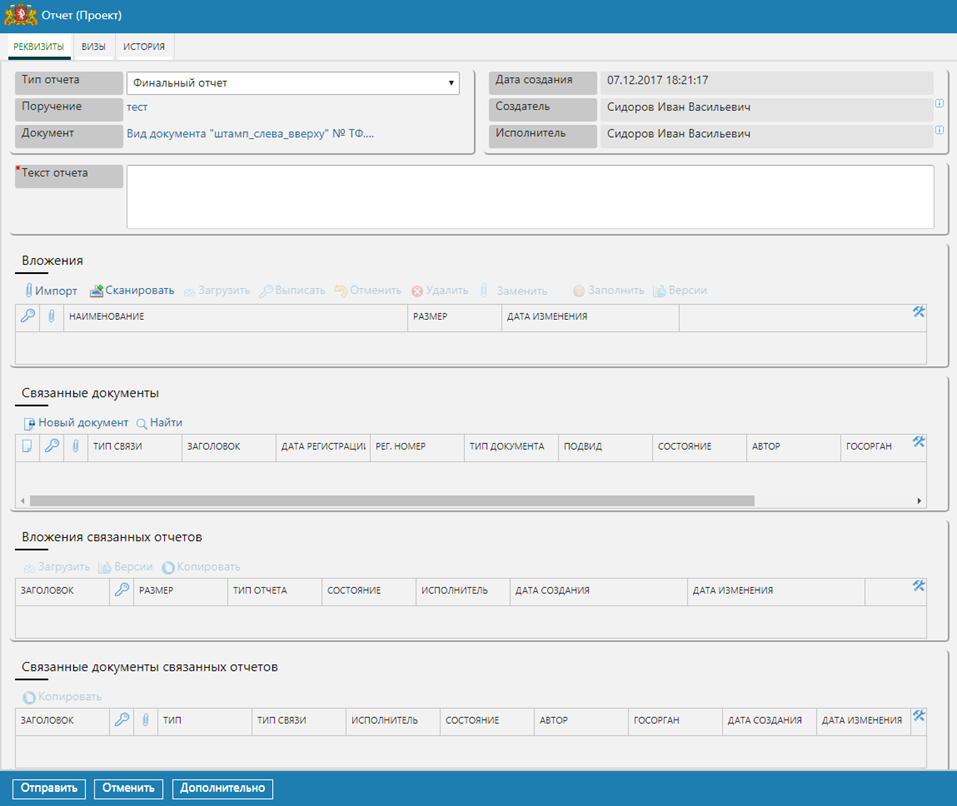 Отчет (Проект)
РЕКВИЗИТЫ ВИЗЫ ИСТОРИЯ
Тип отчета Финальный отчет
Поручение тест
Документ Вид документа "штамп_слева_вверху" № ТФ....
Дата создания 07.12.2017 18:21:17
Создатель Сидоров Иван Васильевич
Исполнитель Сидоров Иван Васильевич
*Текст отчета
Вложения
Импорт Сканировать Загрузить Выписать Отменить Удалить Заменить Заполнить Версии
НАИМЕНОВАНИЕ РАЗМЕР ДАТА ИЗМЕНЕНИЯ
Связанные документы
Новый документ Найти
ТИП СВЯЗИ ЗАГОЛОВОК ДАТА РЕГИСТРАЦИИ РЕГ. НОМЕР ТИП ДОКУМЕНТА ПОДВИД СОСТОЯНИЕ АВТОР ГОСОРГАН
Вложения связанных отчетов
Загрузить Версии Копировать
ЗАГОЛОВОК РАЗМЕР ТИП ОТЧЕТА СОСТОЯНИЕ ИСПОЛНИТЕЛЬ ДАТА СОЗДАНИЯ ДАТА ИЗМЕНЕНИЯ
Связанные документы связанных отчетов
Копировать
ЗАГОЛОВОК ТИП ТИП СВЯЗИ ИСПОЛНИТЕЛЬ СОСТОЯНИЕ АВТОР ГОСОРГАН ДАТА СОЗДАНИЯ ДАТА ИЗМЕНЕНИЯ
Отправить Отменить Дополнительно